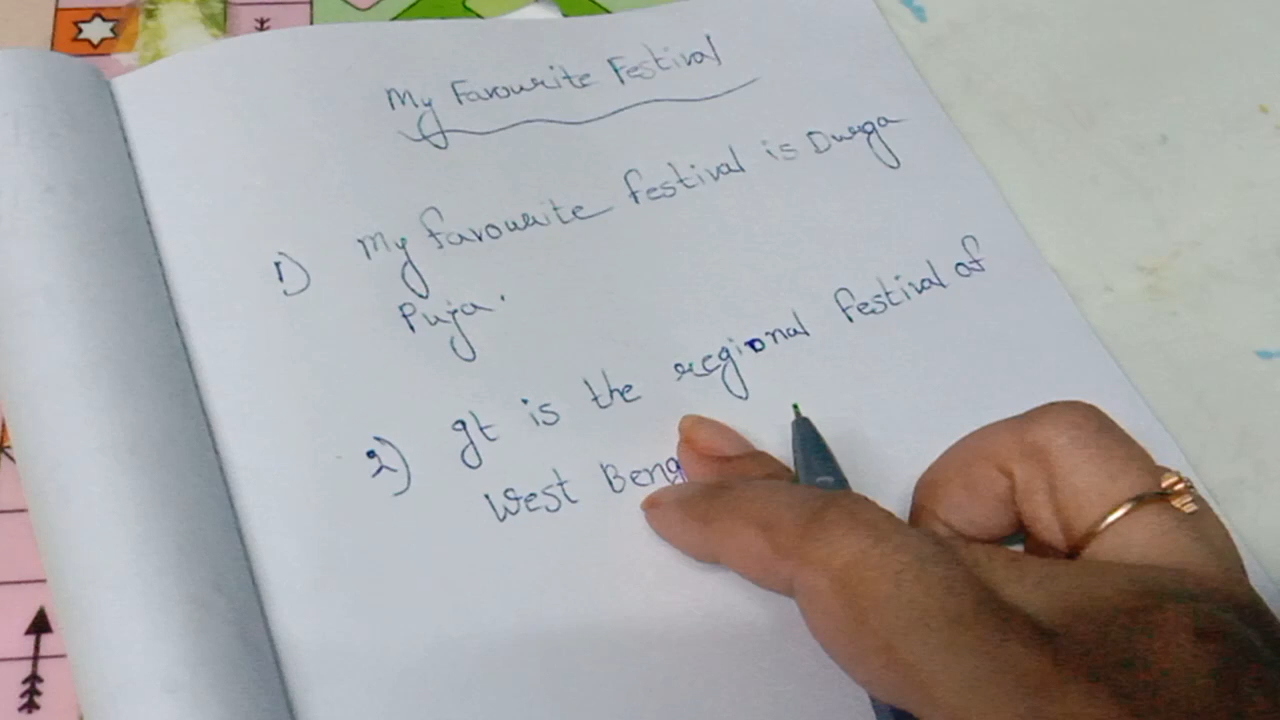 My Favourite Festival
1) My favourite festival is Durga
Puja.
2) It is the regional festival of
West Beng